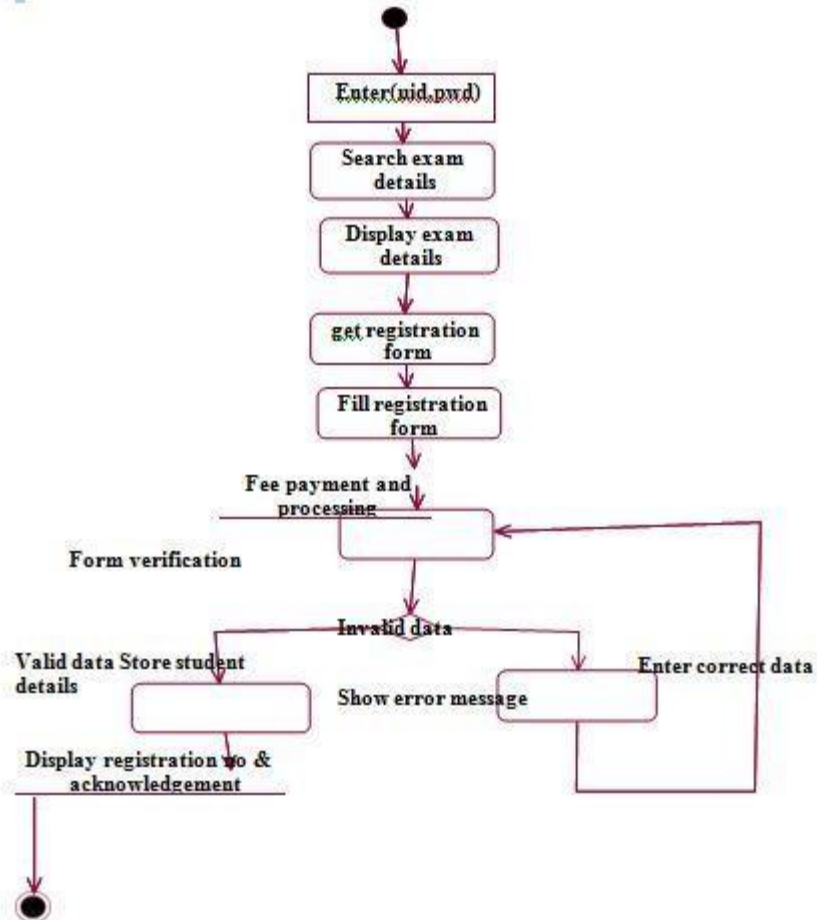 Enter(uid,pwd)
Search exam
details
Display exam
details
get registration
form
Fill registration
form
Fee payment and
processing
Form verification
Invalid data
Valid data Store student
details
Show error message
Enter correct data
Display registration no &
acknowledgement